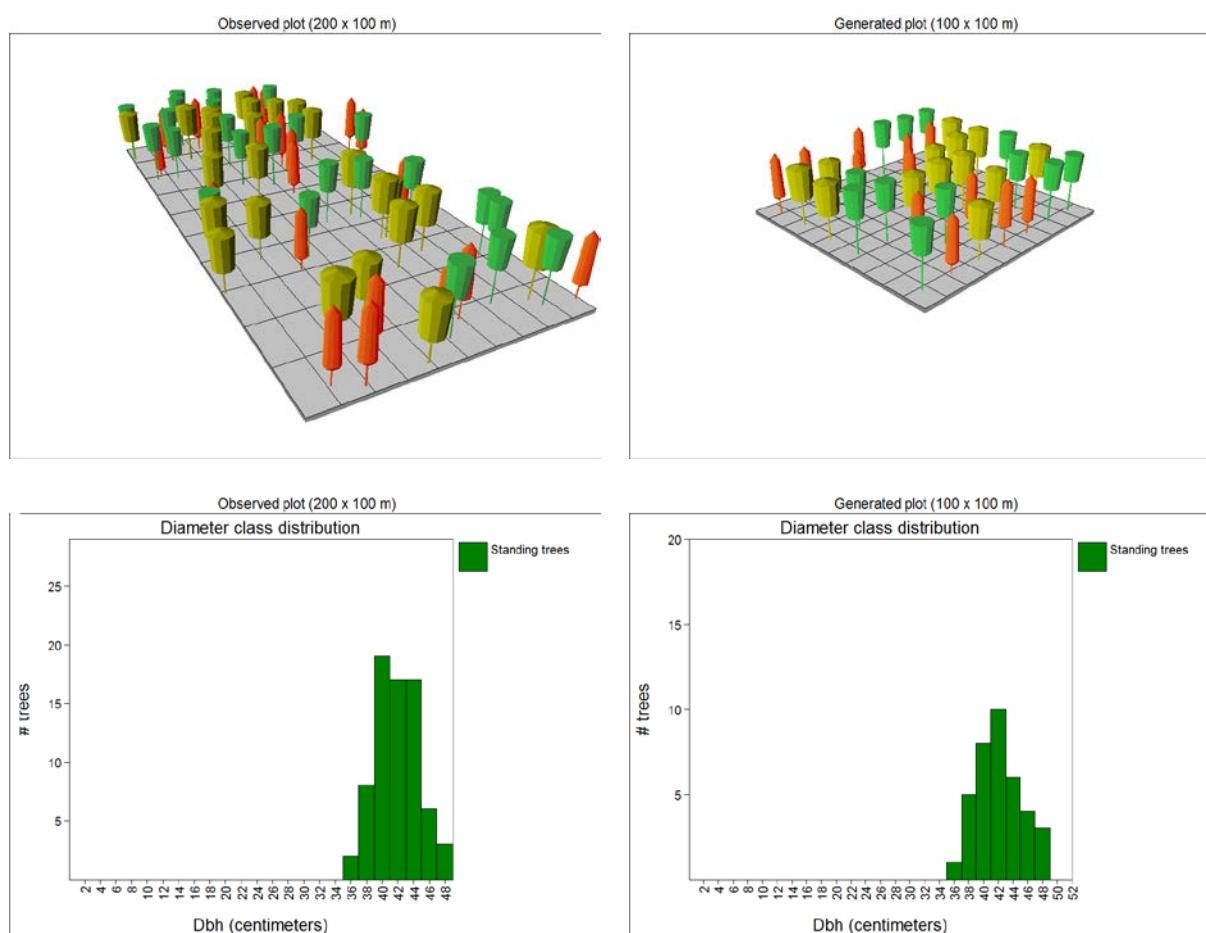 Observed plot (200 x 100 m)
Generated plot (100 x 100 m)
Observed plot (200 x 100 m)
Diameter class distribution
Standing trees
# trees
25
20
15
10
5
2 4 6 8 10 12 14 16 18 20 22 24 26 28 30 32 34 36 38 40 42 44 46 48
Dbh (centimeters)
Generated plot (100 x 100 m)
Diameter class distribution
Standing trees
# trees
20
15
10
5
2 4 6 8 10 12 14 16 18 20 22 24 26 28 30 32 34 36 38 40 42 44 46 48 50 52
Dbh (centimeters)